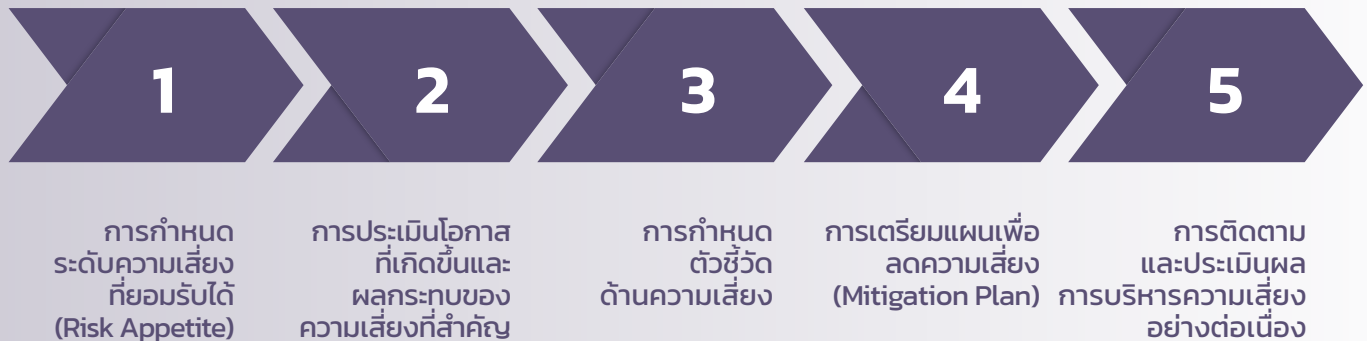 1
2
3
4
5
การกำหนด
ระดับความเสี่ยง
ที่ยอมรับได้
(Risk Appetite)
การประเมินโอกาส
ที่เกิดขึ้นและ
ผลกระทบของ
ความเสี่ยงที่สำคัญ
การกำหนด
ตัวชี้วัด
ด้านความเสี่ยง
การเตรียมแผนเพื่อ
ลดความเสี่ยง
(Mitigation Plan)
การติดตาม
และประเมินผล
การบริหารความเสี่ยง
อย่างต่อเนื่อง